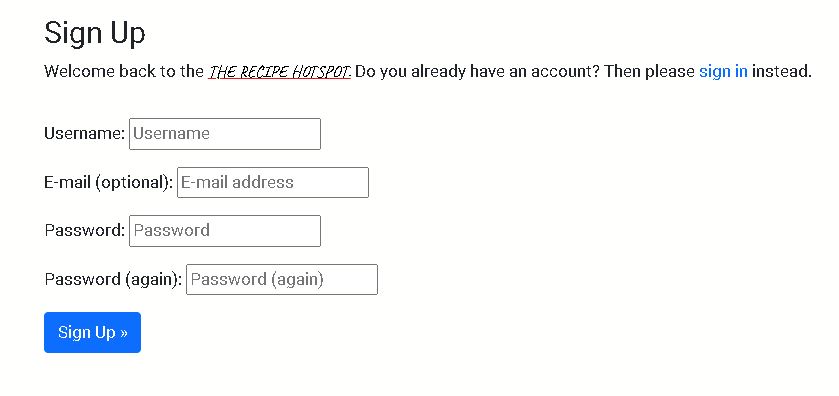 Sign Up
Welcome back to the THE RECIPE HOTSPOT. Do you already have an account? Then please sign in instead.
Username: Username
E-mail (optional): E-mail address
Password: Password
Password (again): Password (again)
Sign Up »